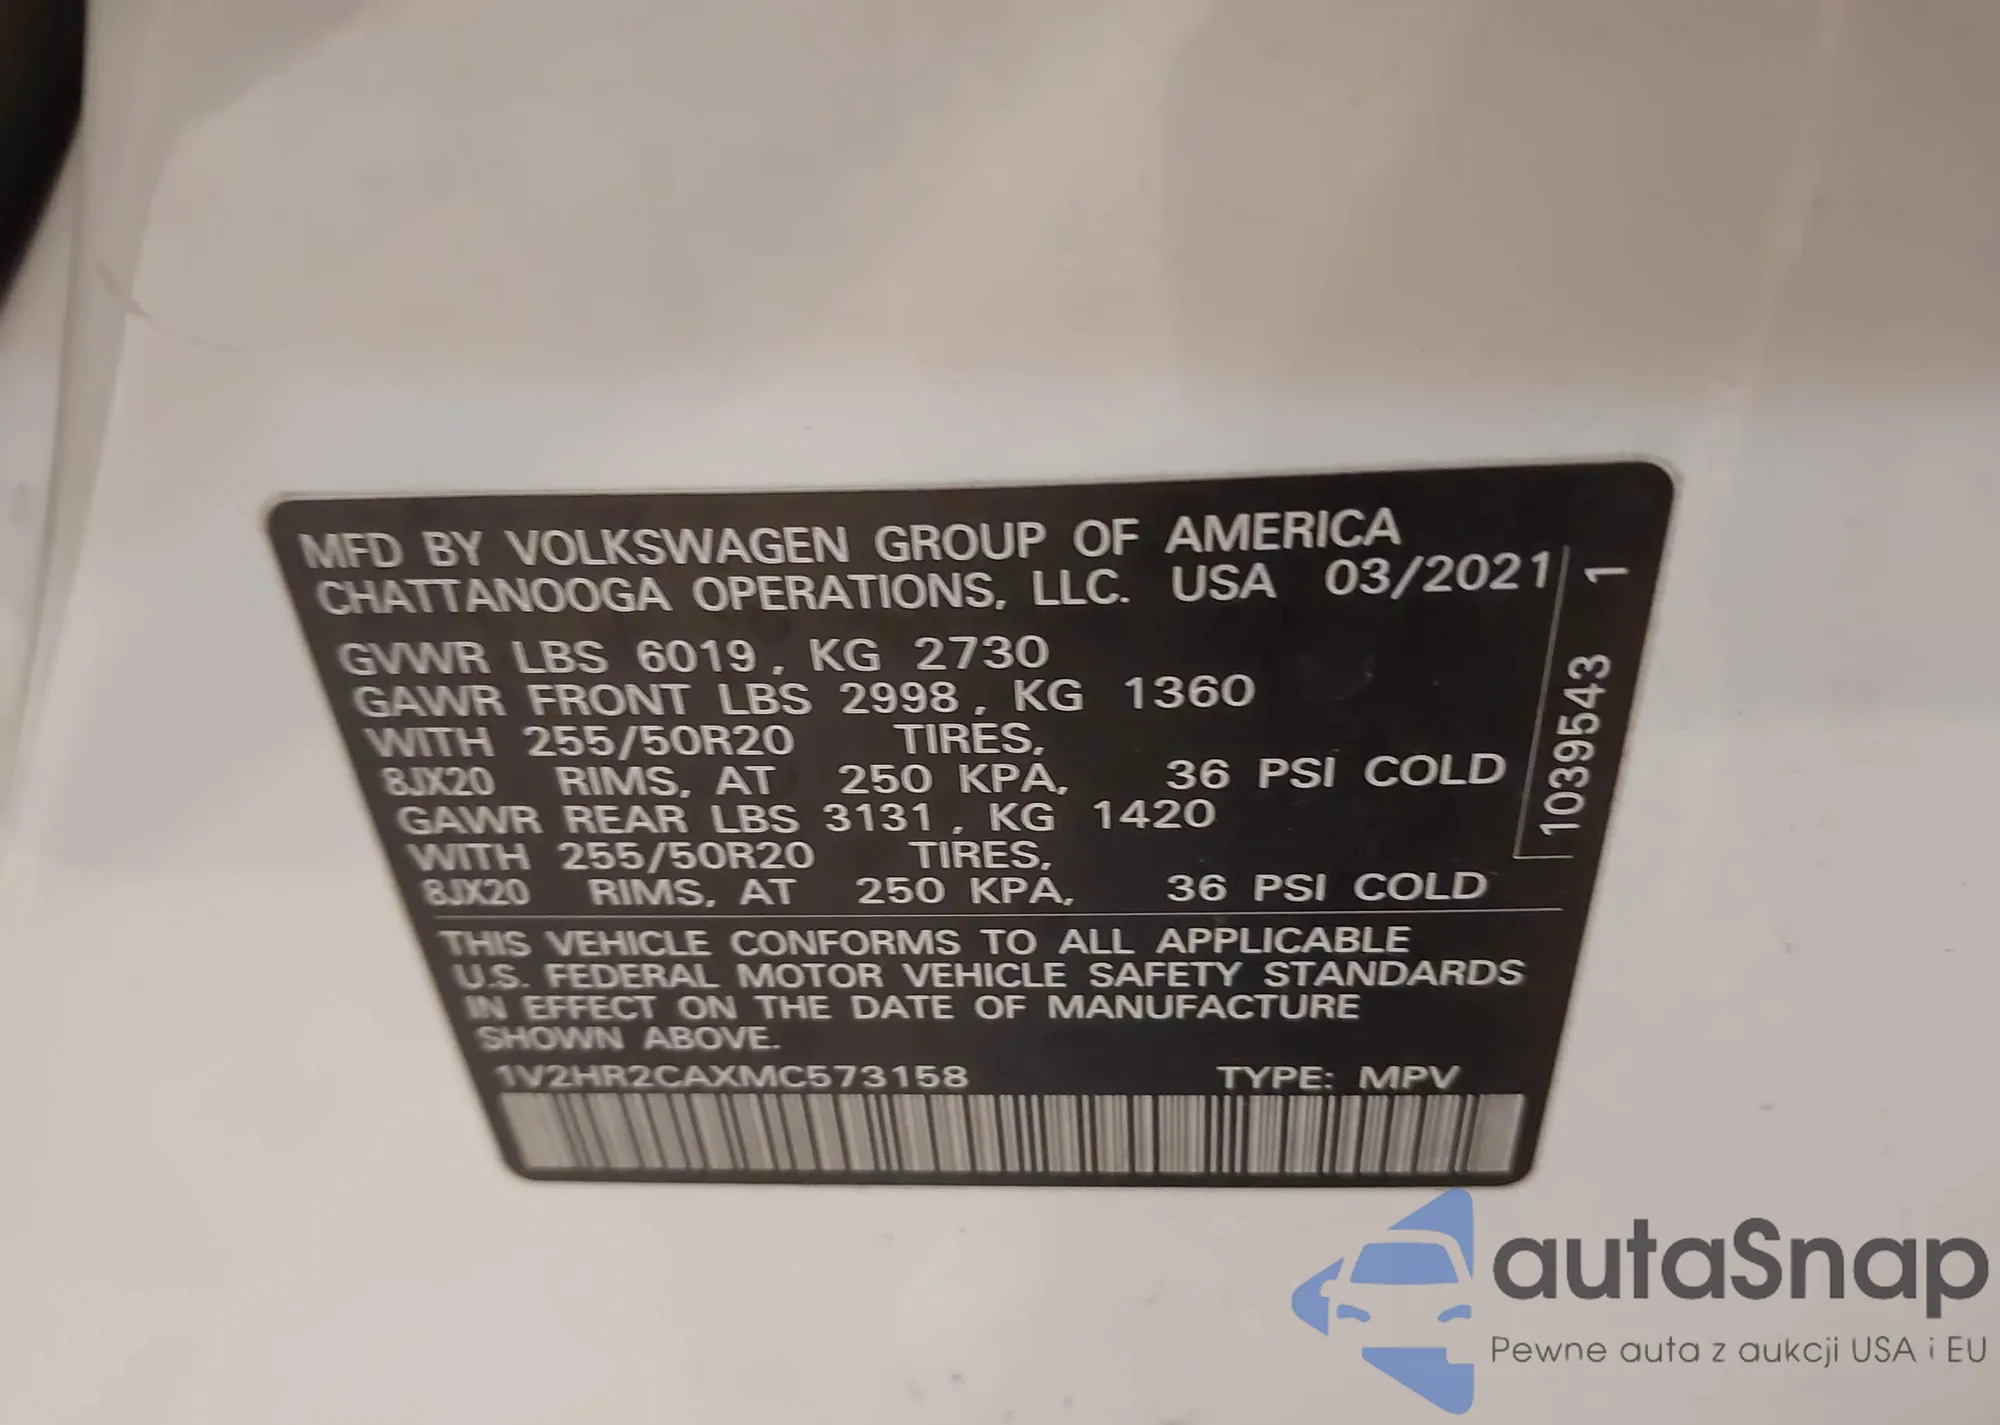 MFD BY VOLKSWAGEN GROUP OF AMERICA
CHATTANOOGA OPERATIONS, LLC. USA 03/2021
GVWR LBS 6019, KG 2730
GAWR FRONT LBS 2998, KG 1360
WITH 255/50R20 TIRES,
8JX20 RIMS, AT 250 KPA, 36 PSI COLD
GAWR REAR LBS 3131, KG 1420
WITH 255/50R20 TIRES,
8JX20 RIMS, AT 250 KPA, 36 PSI COLD
1039543 1
THIS VEHICLE CONFORMS TO ALL APPLICABLE
U.S. FEDERAL MOTOR VEHICLE SAFETY STANDARDS
IN EFFECT ON THE DATE OF MANUFACTURE
SHOWN ABOVE.
1V2HR2CAXMC573158 TYPE: MPV
autaSnap
Pewne auta z aukcji USA i EU